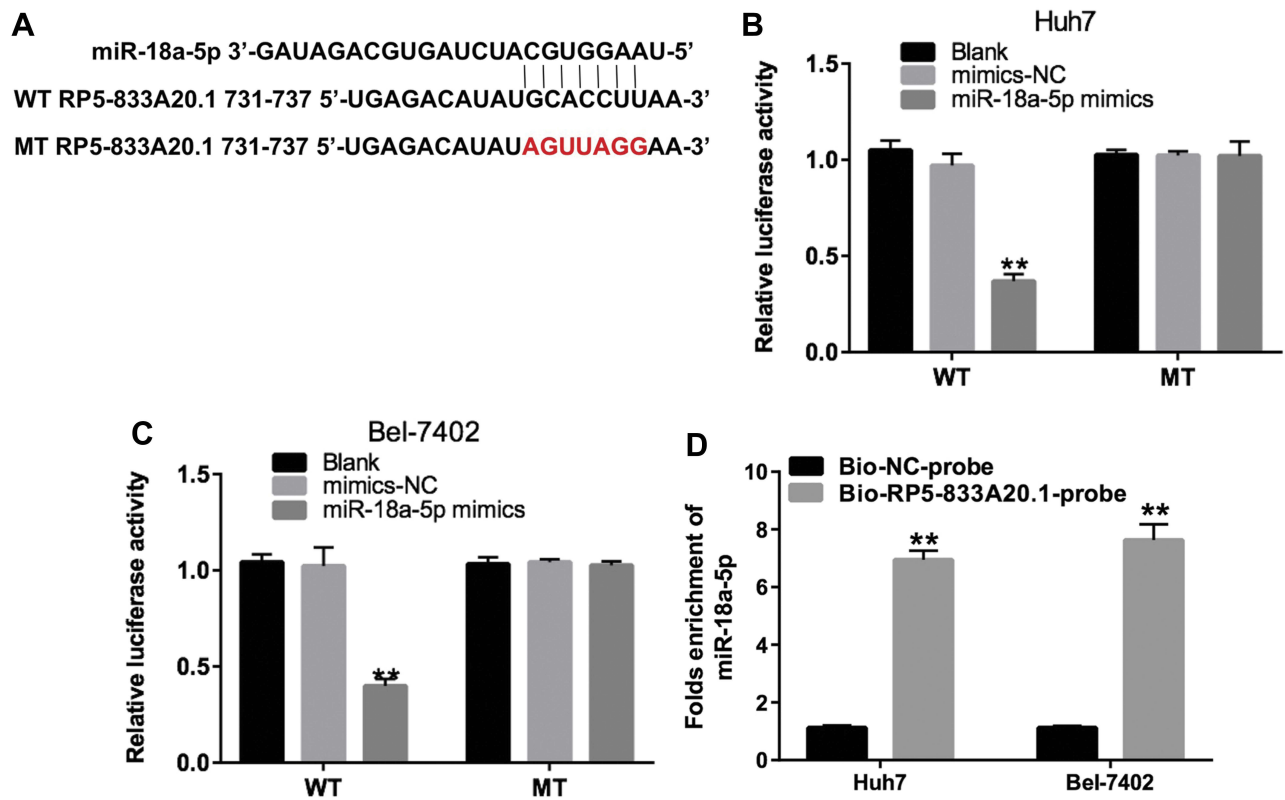 A
miR-18a-5p 3’-GAUAGACGUGAUCUACGUGGAAU-5’
WT RP5-833A20.1 731-737 5’-UGAGACAUAUGCACCUUAA-3’
MT RP5-833A20.1 731-737 5’-UGAGACAUAUAGUUAGGAA-3’
B
Huh7
Blank
mimics-NC
miR-18a-5p mimics
Relative luciferase activity
1.5
1.0
0.5
0.0
**
WT
MT
C
Bel-7402
Blank
mimics-NC
miR-18a-5p mimics
Relative luciferase activity
1.5
1.0
0.5
0.0
**
WT
MT
D
Bio-NC-probe
Bio-RP5-833A20.1-probe
Folds enrichment of
miR-18a-5p
10
8
6
4
2
0
**
**
Huh7
Bel-7402